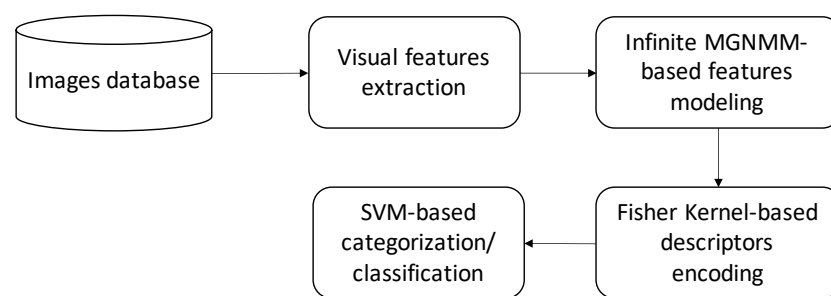 Images database
Visual features
extraction
Infinite MGNMM-
based features
modeling
Fisher Kernel-based
descriptors
encoding
SVM-based
categorization/
classification